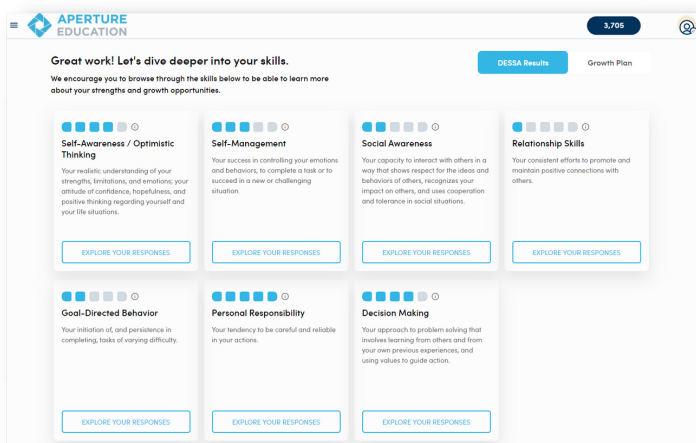 APERTURE
EDUCATION
3,705
Great work! Let's dive deeper into your skills.
We encourage you to browse through the skills below to be able to learn more
about your strengths and growth opportunities.
DESSA Results
Growth Plan
Self-Awareness / Optimistic
Thinking
Your realistic understanding of your
strengths, limitations, and emotions; your
attitude of confidence, hopefulness, and
positive thinking regarding yourself and
your life situations.
EXPLORE YOUR RESPONSES
Self-Management
Your success in controlling your emotions
and behaviors, to complete a task or to
succeed in a new or challenging
situation.
EXPLORE YOUR RESPONSES
Social Awareness
Your capacity to interact with others in a
way that shows respect for the ideas and
behaviors of others, recognizes your
impact on others, and uses cooperation
and tolerance in social situations.
EXPLORE YOUR RESPONSES
Relationship Skills
Your consistent efforts to promote and
maintain positive connections with
others.
EXPLORE YOUR RESPONSES
Goal-Directed Behavior
Your initiation of, and persistence in
completing, tasks of varying difficulty.
EXPLORE YOUR RESPONSES
Personal Responsibility
Your tendency to be careful and reliable
in your actions.
EXPLORE YOUR RESPONSES
Decision Making
Your approach to problem solving that
involves learning from others and from
your own previous experiences, and
using values to guide action.
EXPLORE YOUR RESPONSES